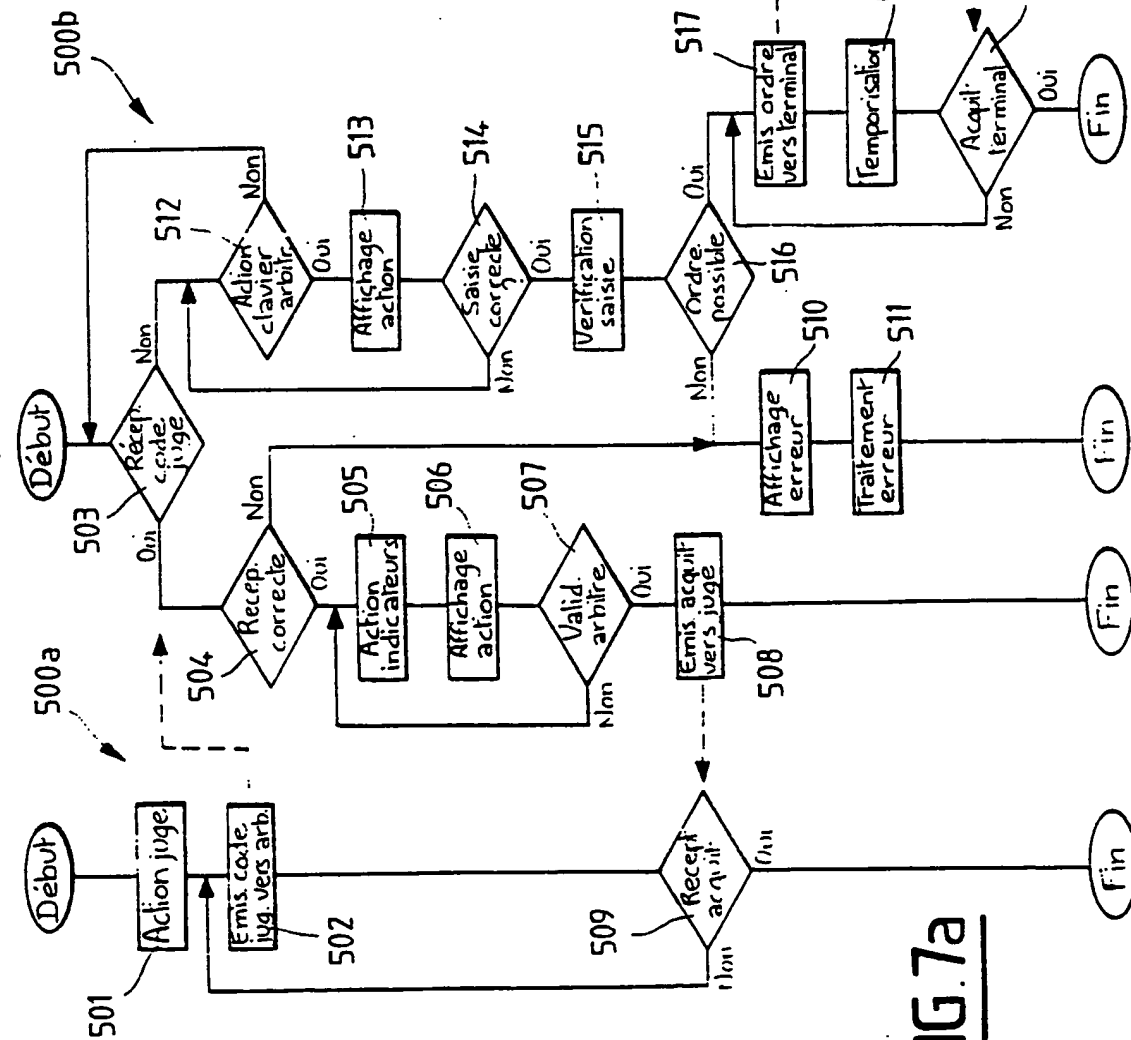 500a
Début
501
Action juge
502
Emis. code
jug. vers arb.
509
Recept
acquit.
Non
Oui
Fin
500b
Début
503
Récep.
code
juge
Oui
Non
504
Recep.
correcte
Non
Oui
505
Action
indicateurs
506
Affichage
action
507
Valid.
arbitre
Non
Oui
Emis. acquit
vers juge
508
Fin
512
Action
clavier
arbitr.
Non
Oui
513
Affichage
action
514
Saisie
correcte
Non
Oui
515
Verification
saisie
Ordre
possible
516
Non
Oui
510
Affichage
erreur
511
Traitement
erreur
Fin
517
Emis ordre
vers terminal
Temporisation
Acquit
terminal
Non
Oui
Fin
IG.7a